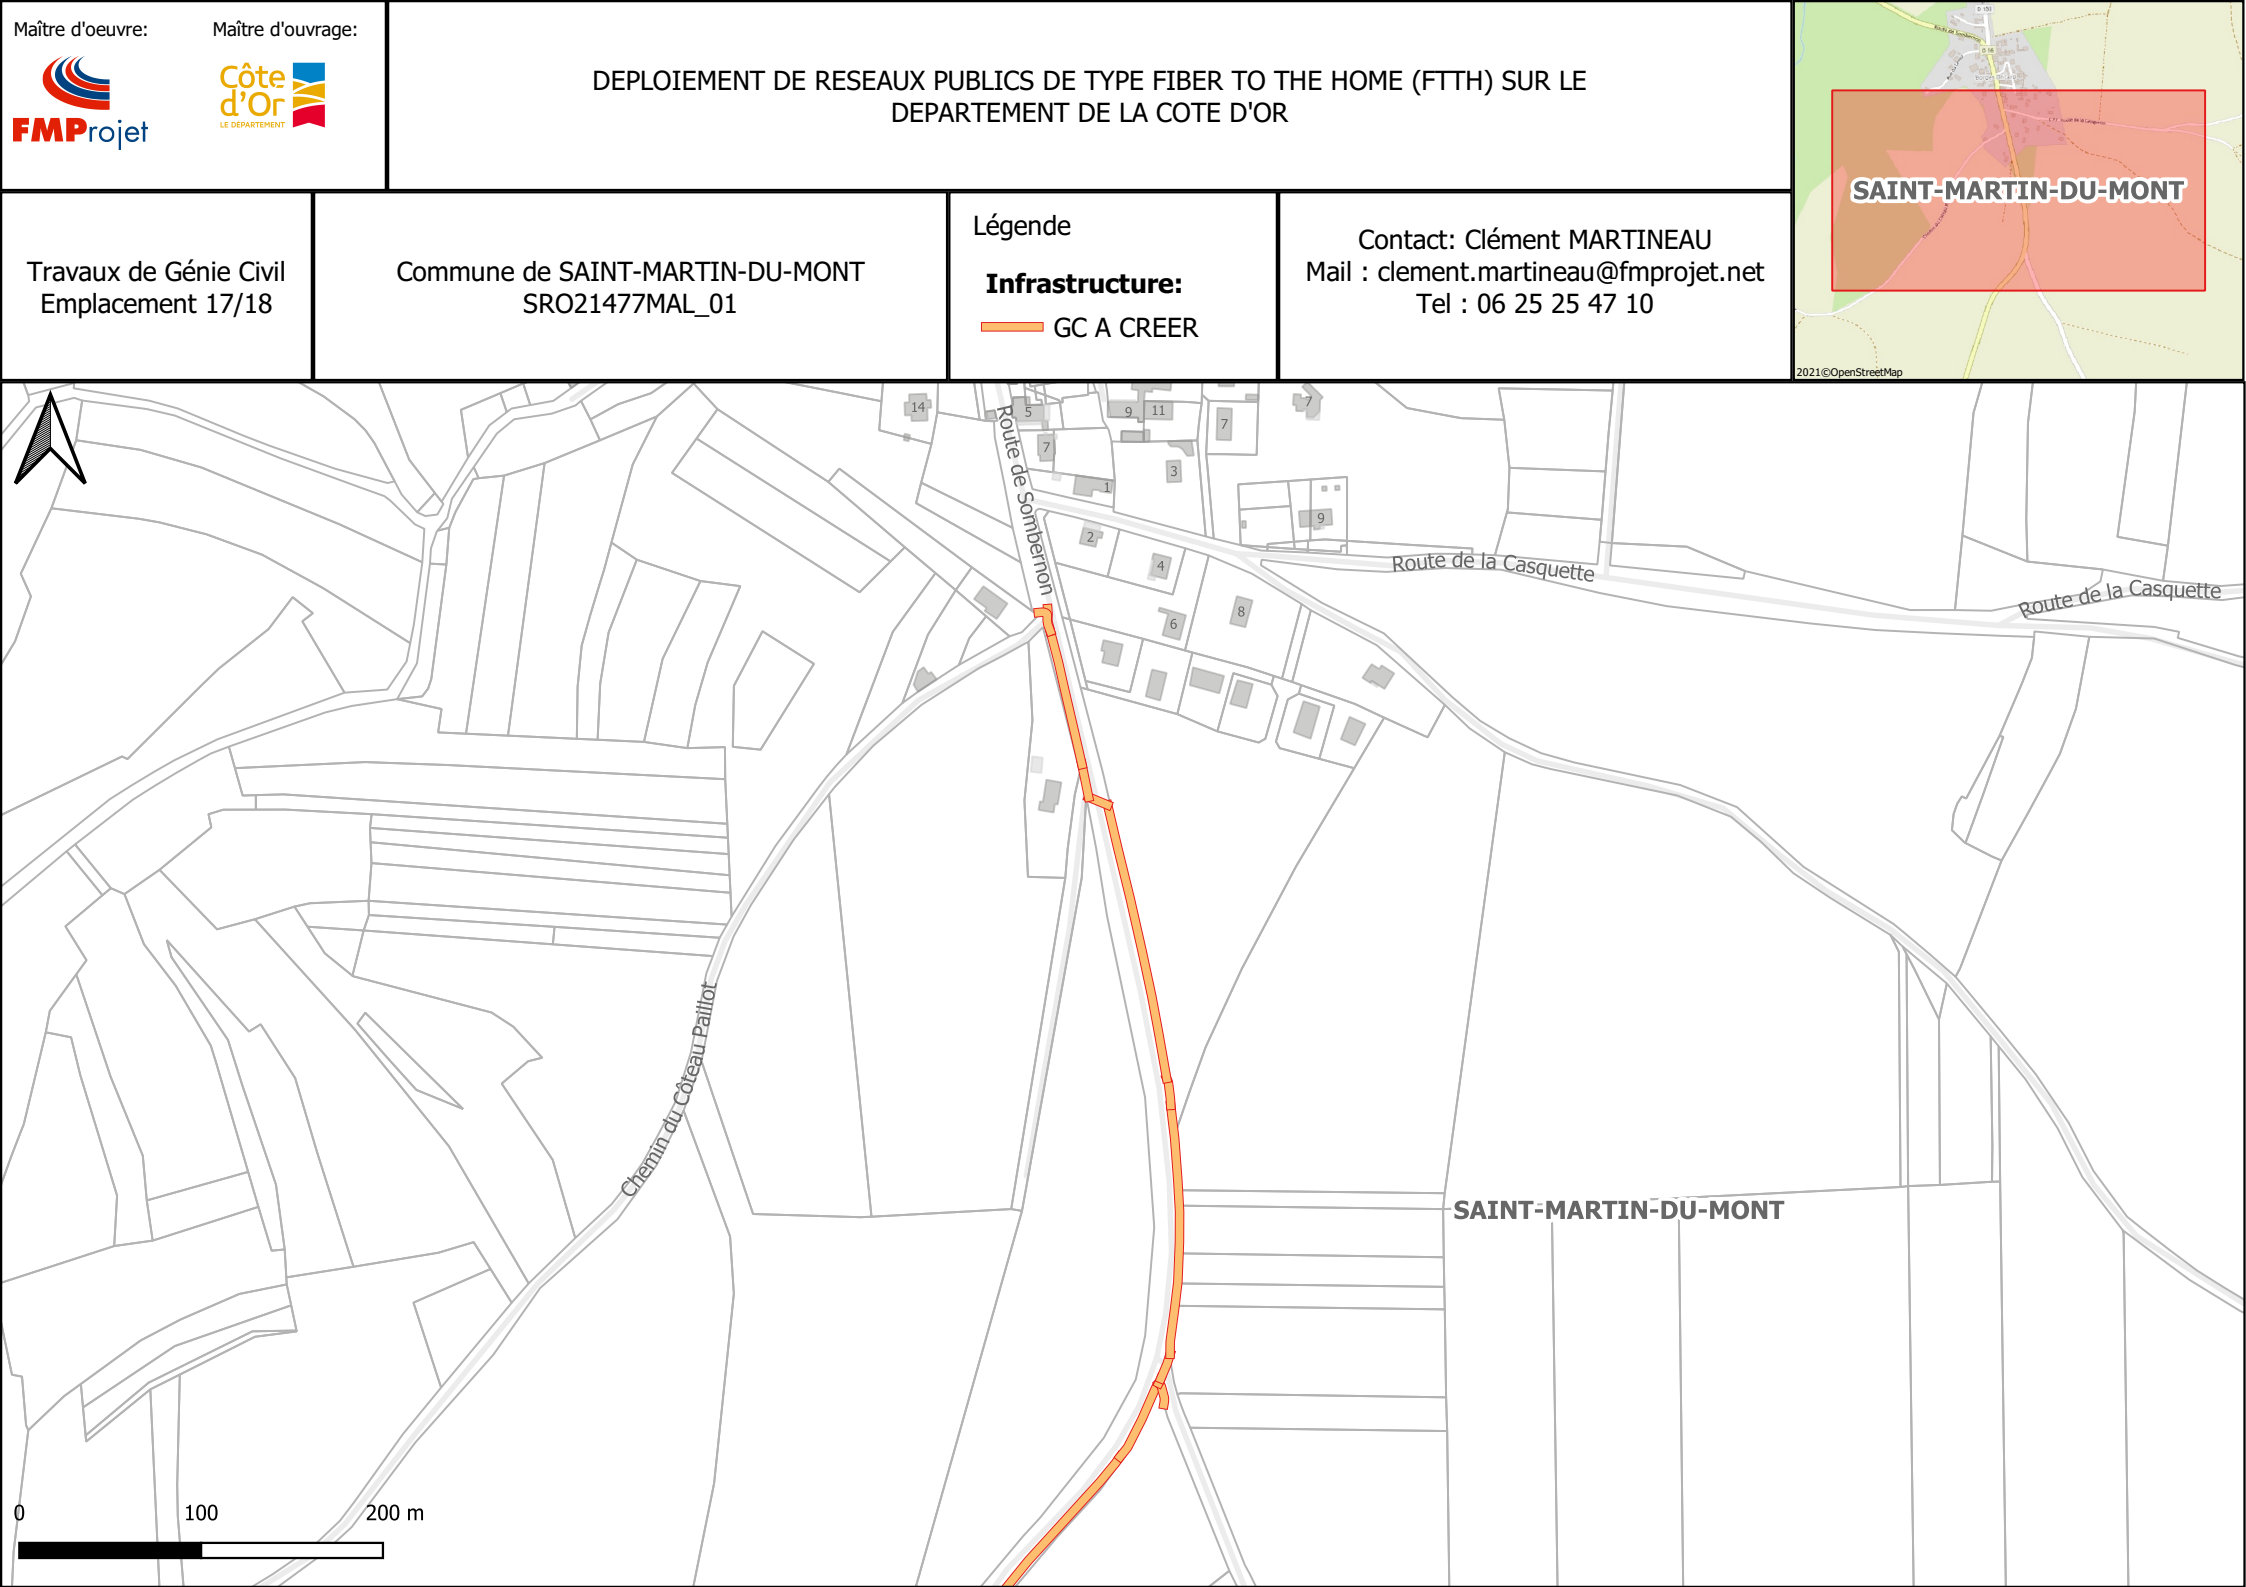 Maître d'oeuvre:
Maître d'ouvrage:
FMProjet
Côte
d'Or
LE DÉPARTEMENT
DEPLOIEMENT DE RESEAUX PUBLICS DE TYPE FIBER TO THE HOME (FTTH) SUR LE
DEPARTEMENT DE LA COTE D'OR
Travaux de Génie Civil
Emplacement 17/18
Commune de SAINT-MARTIN-DU-MONT
SRO21477MAL_01
Légende
Infrastructure:
GC A CREER
Contact: Clément MARTINEAU
Mail : clement.martineau@fmprojet.net
Tel : 06 25 25 47 10
SAINT-MARTIN-DU-MONT
2021©OpenStreetMap
14
5
9
11
7
7
7
3
1
9
2
4
6
8
Route de Sombernon
Route de la Casquette
Route de la Casquette
Chemin du Côteau Paillot
SAINT-MARTIN-DU-MONT
0
100
200 m